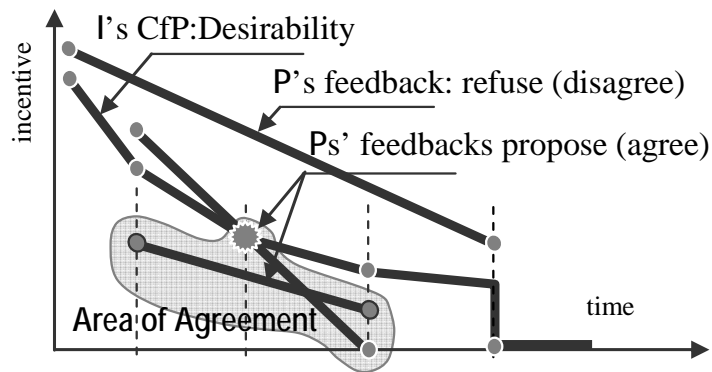 I's CfP:Desirability
incentive
P's feedback: refuse (disagree)
Ps' feedbacks propose (agree)
Area of Agreement
time